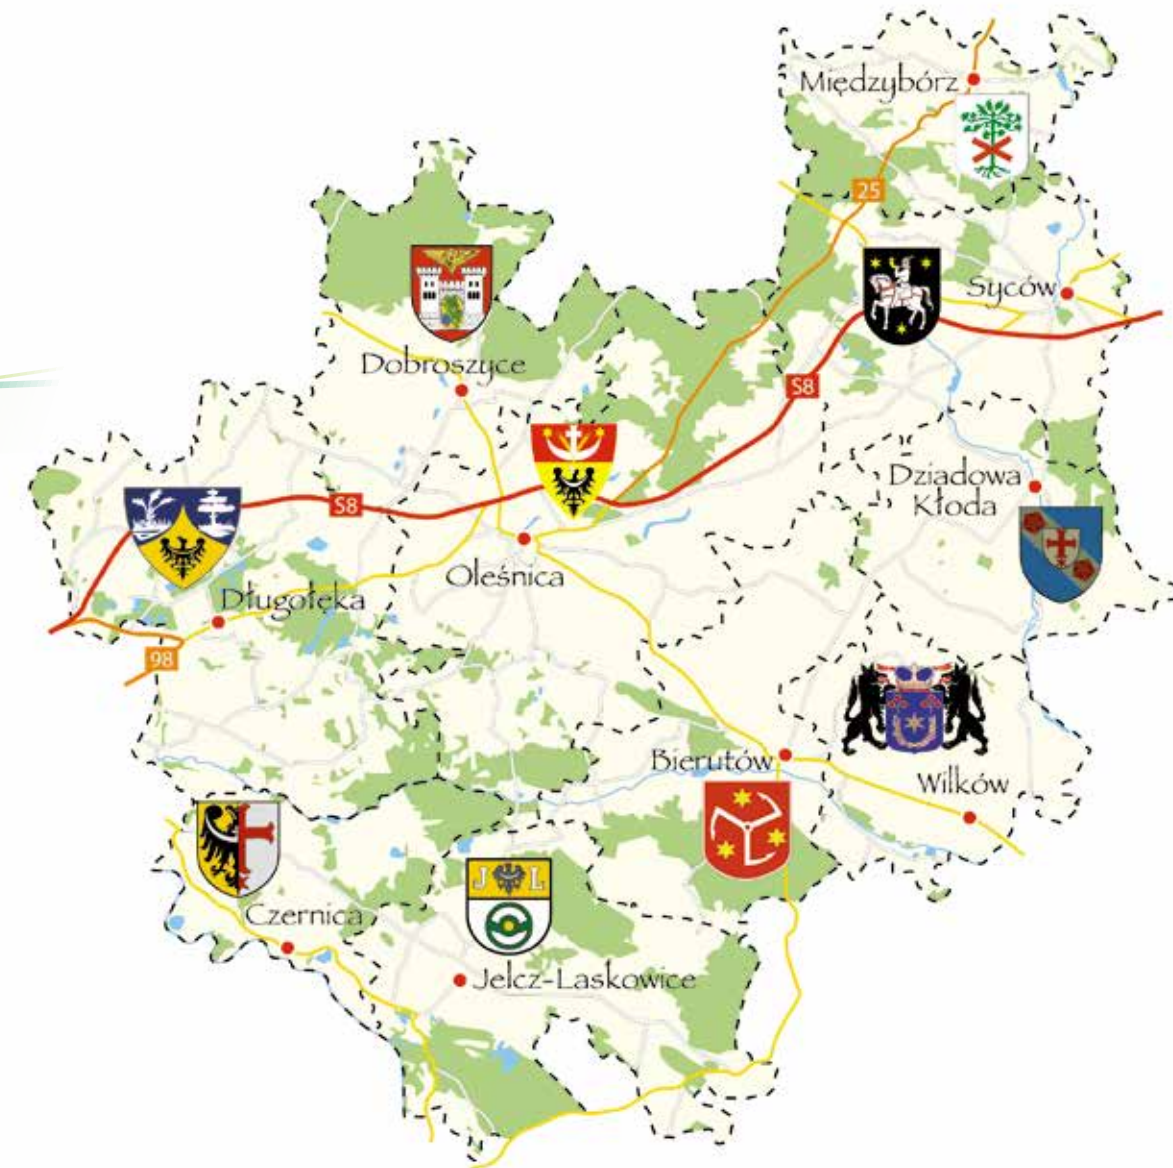 Międzybórz
25
Syców
Dobroszyce
S8
Dziadowa
Kłoda
S8
Oleśnica
Długołęka
98
Bierutów
Wilków
J L
Czernica
Jelcz-Laskowice